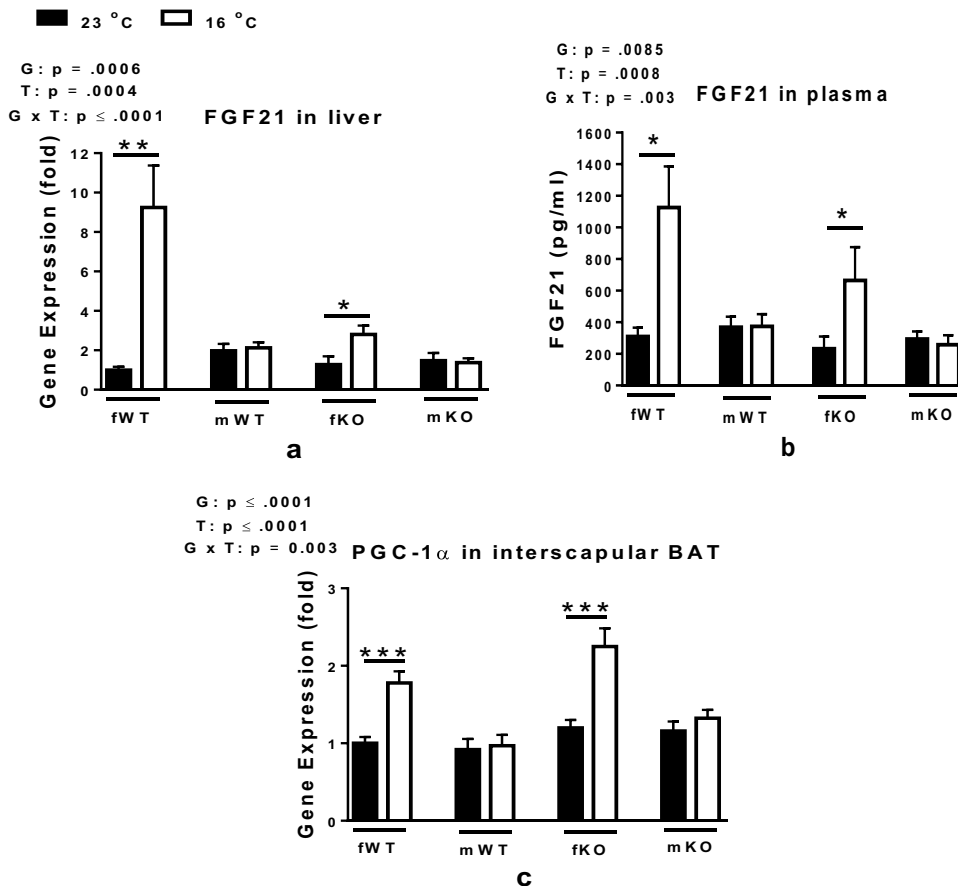 23 °C 16 °C
G: p = .0006
T: p = .0004
G x T: p ≤ .0001
FGF21 in liver
Gene Expression (fold)
12
10
8
6
4
2
0
**
*
fWT mWT fKO mKO
a
G: p = .0085
T: p = .0008
G x T: p = .003
FGF21 in plasma
FGF21 (pg/ml)
1600
1400
1200
1000
800
600
400
200
0
*
*
fWT mWT fKO mKO
b
G: p ≤ .0001
T: p ≤ .0001
G x T: p = 0.003
PGC-1α in interscapular BAT
Gene Expression (fold)
3
2
1
0
***
***
fWT mWT fKO mKO
c